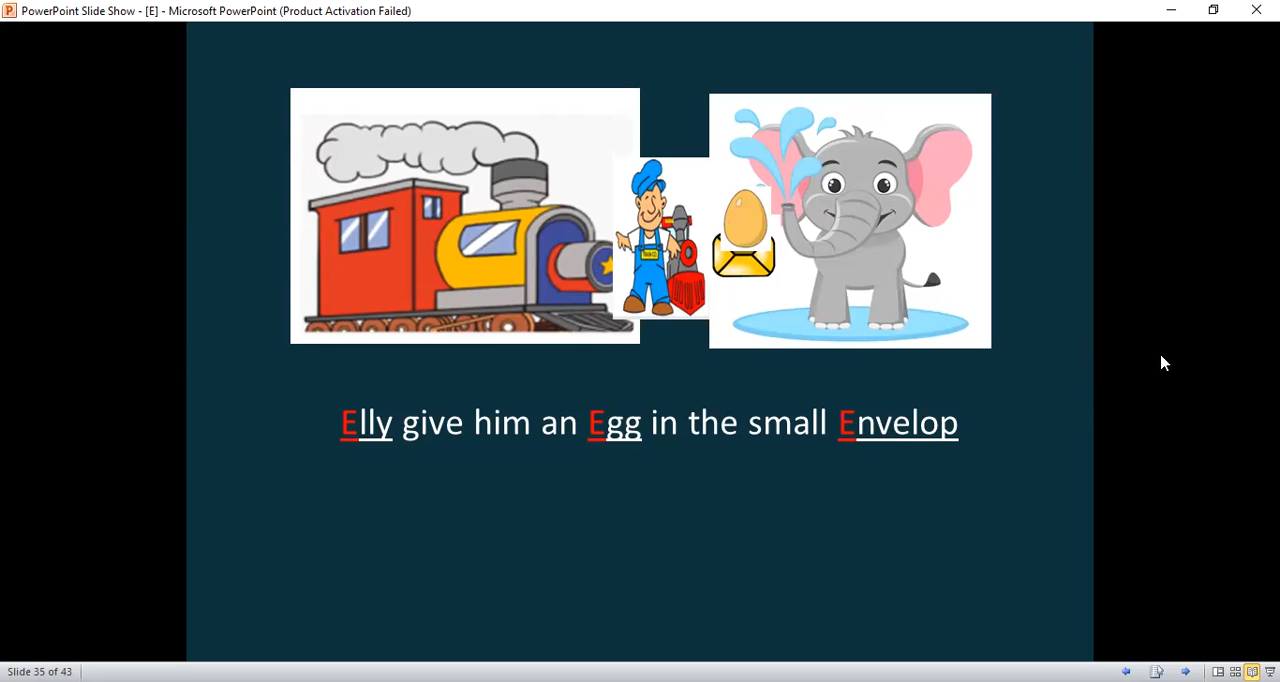 PowerPoint Slide Show - [E] - Microsoft PowerPoint (Product Activation Failed)
Elly give him an Egg in the small Envelop
Slide 35 of 43